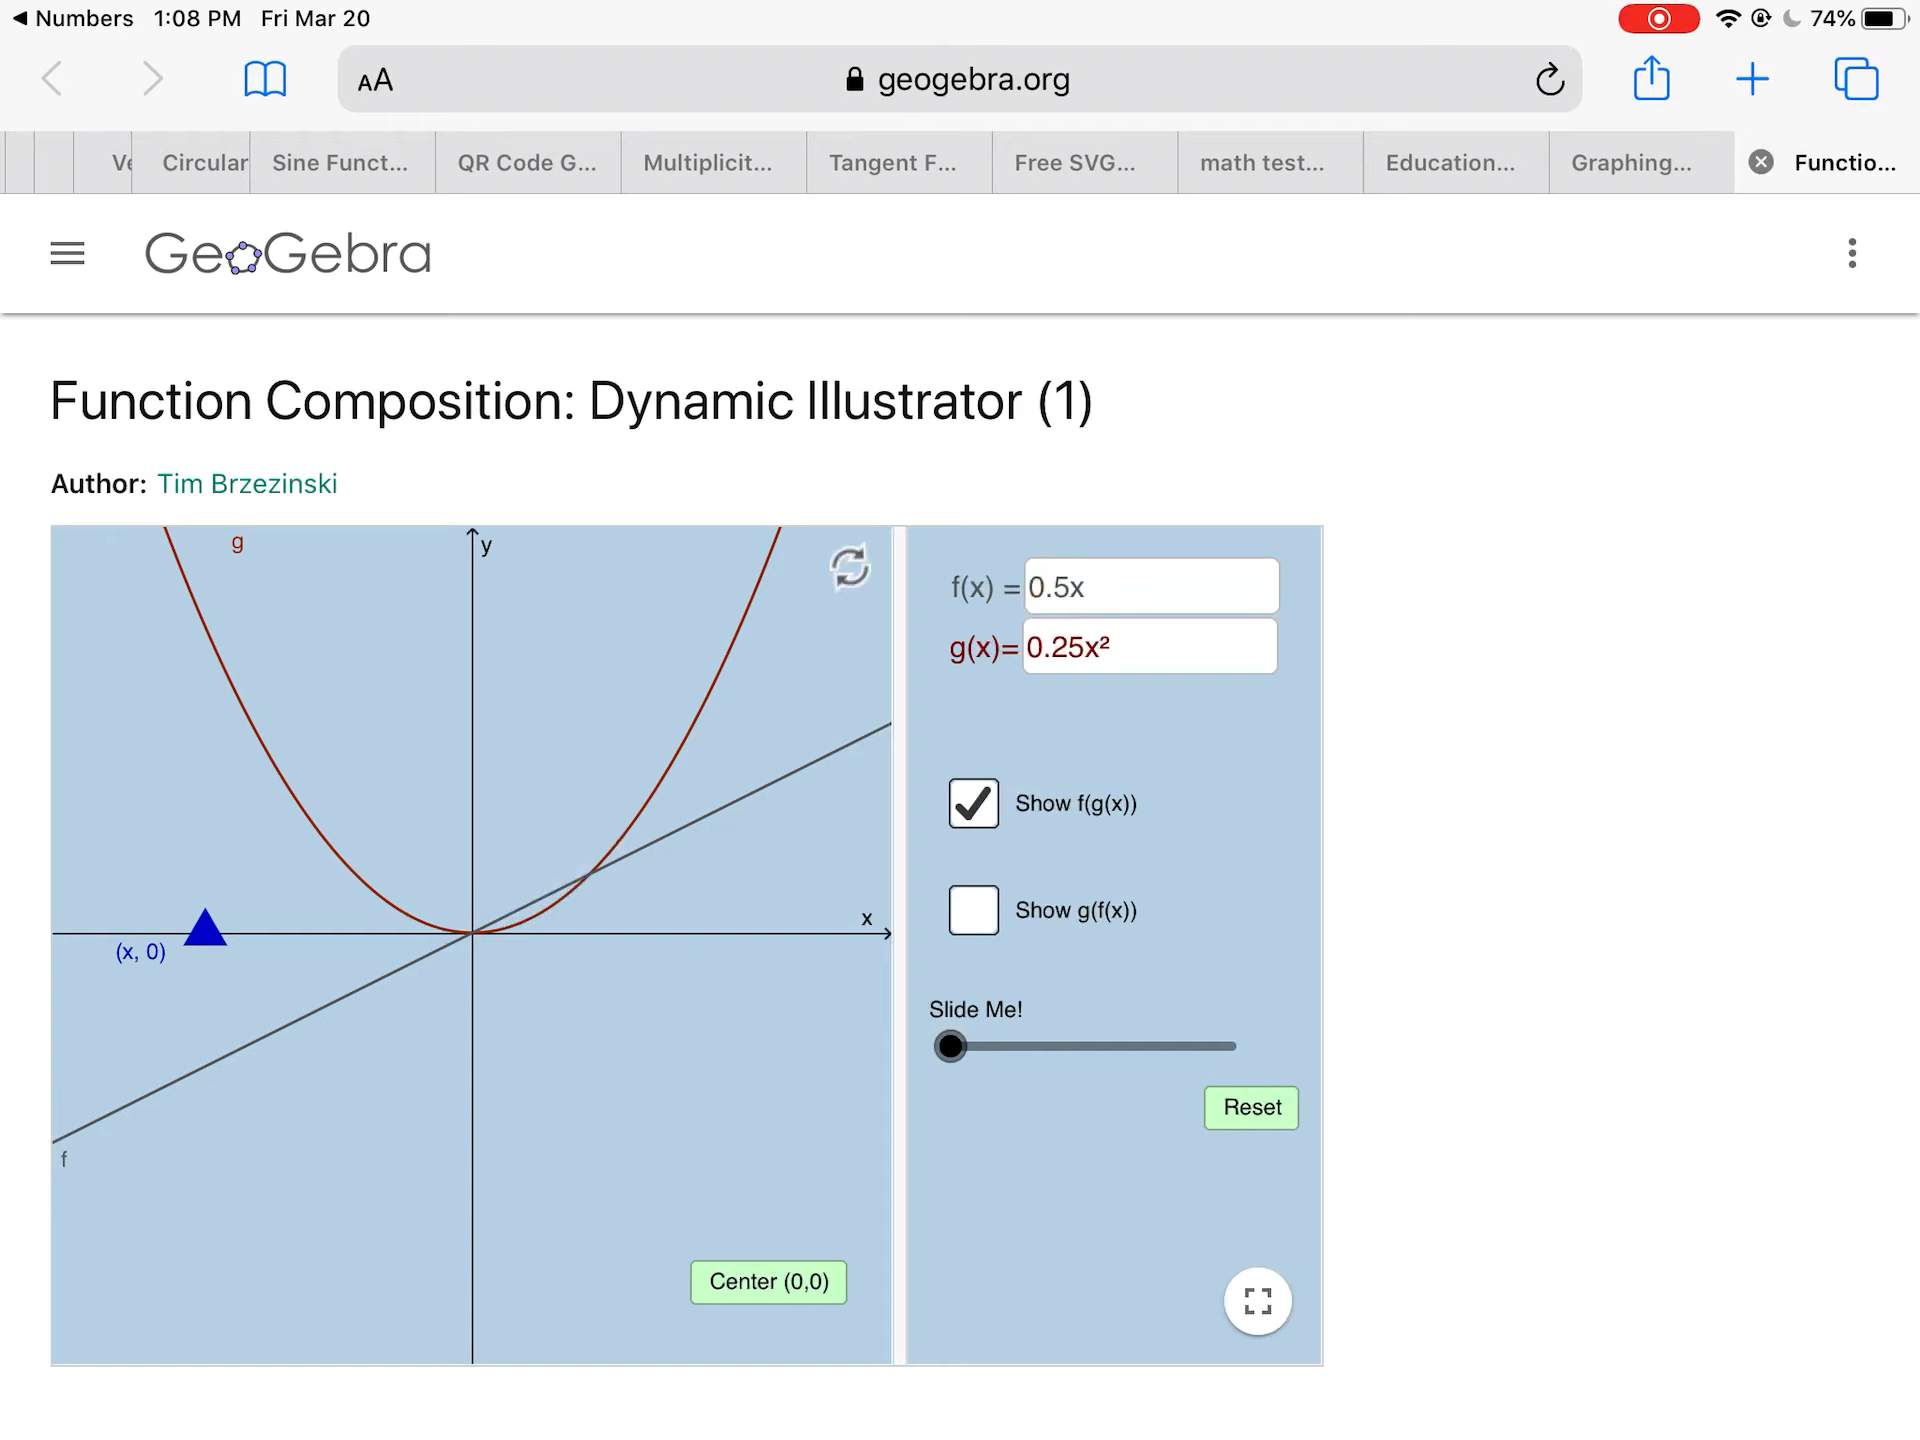 Numbers 1:08 PM Fri Mar 20 74%
AA geogebra.org
Ve Circular Sine Funct... QR Code G... Multiplicit... Tangent F... Free SVG... math test... Education... Graphing... Functio...
GeoGebra
Function Composition: Dynamic Illustrator (1)
Author: Tim Brzezinski
g
y
x
(x, 0)
f
Center (0,0)
f(x) = 0.5x
g(x)= 0.25x²
Show f(g(x))
Show g(f(x))
Slide Me!
Reset